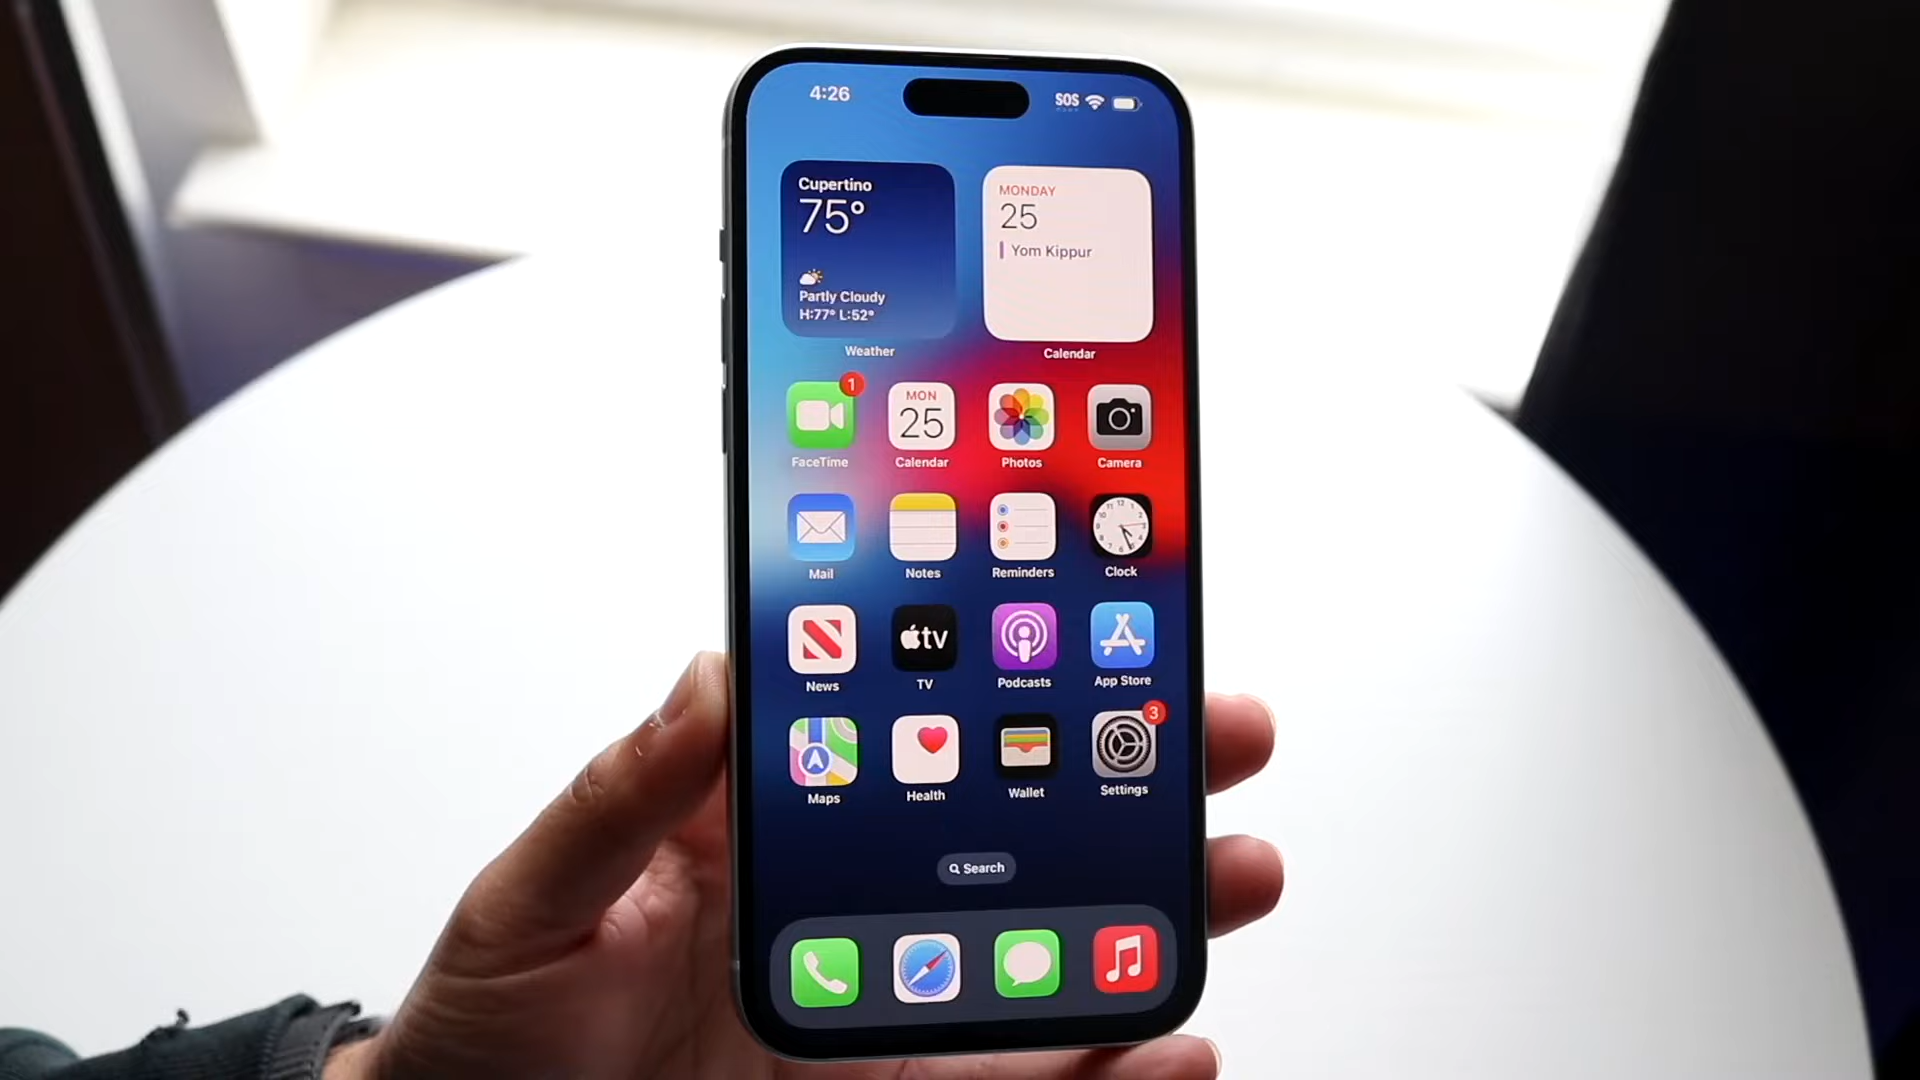 4:26 SOS
Cupertino
75°
Partly Cloudy
H:77° L:52°
Weather
MONDAY
25
Yom Kippur
Calendar
1
MON
25
FaceTime Calendar Photos Camera
Mail Notes Reminders Clock
tv
News TV Podcasts App Store
3
Maps Health Wallet Settings
Search